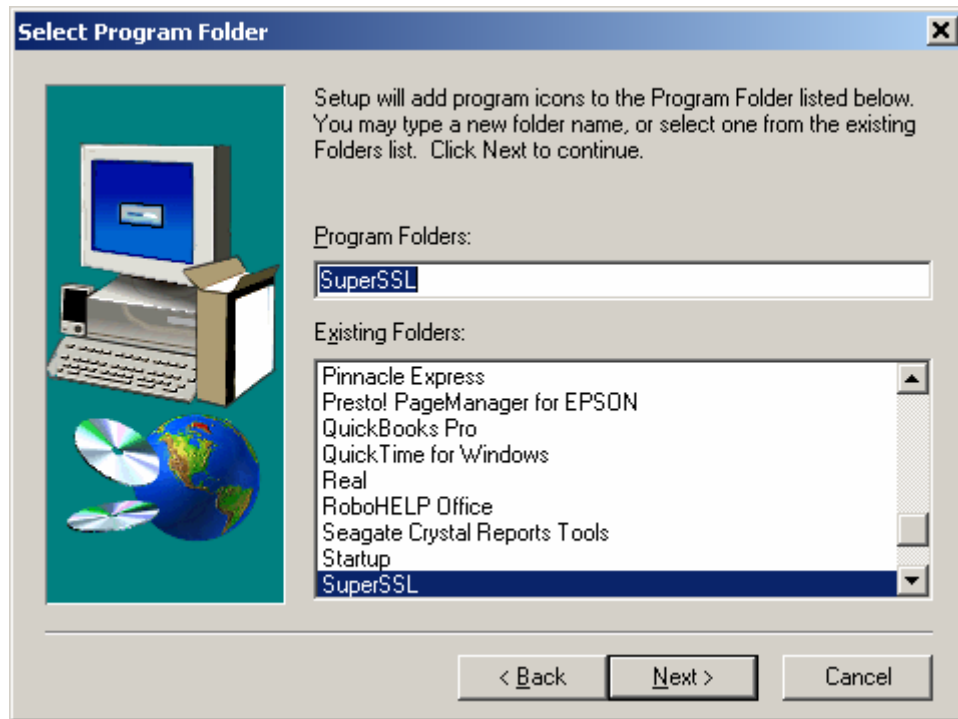 Select Program Folder
Setup will add program icons to the Program Folder listed below.
You may type a new folder name, or select one from the existing
Folders list. Click Next to continue.
Program Folders:
SuperSSL
Existing Folders:
Pinnacle Express
Presto! PageManager for EPSON
QuickBooks Pro
QuickTime for Windows
Real
RoboHELP Office
Seagate Crystal Reports Tools
Startup
SuperSSL
< Back
Next >
Cancel